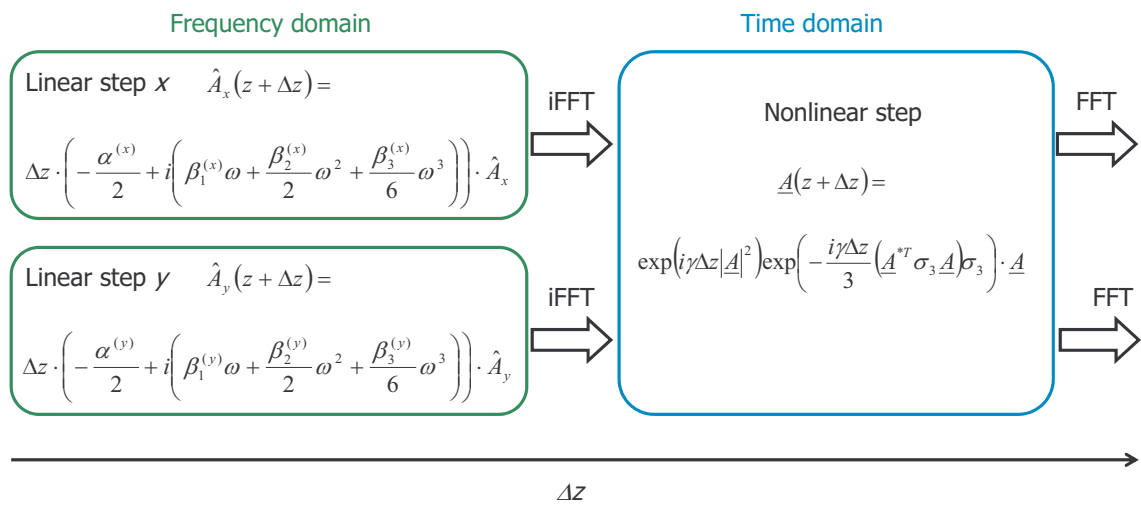 Frequency domain
Time domain
Linear step x Â_x(z + Δz) =
Δz · ( − α^(x)/2 + i( β_1^(x) ω + β_2^(x)/2 ω^2 + β_3^(x)/6 ω^3 ) ) · Â_x
iFFT
Nonlinear step
A(z + Δz) =
exp(iγΔz|A|^2)exp( − iγΔz/3 (A^{*T} σ_3 A)σ_3 ) · A
FFT
Linear step y Â_y(z + Δz) =
Δz · ( − α^(y)/2 + i( β_1^(y) ω + β_2^(y)/2 ω^2 + β_3^(y)/6 ω^3 ) ) · Â_y
iFFT
FFT
Δz